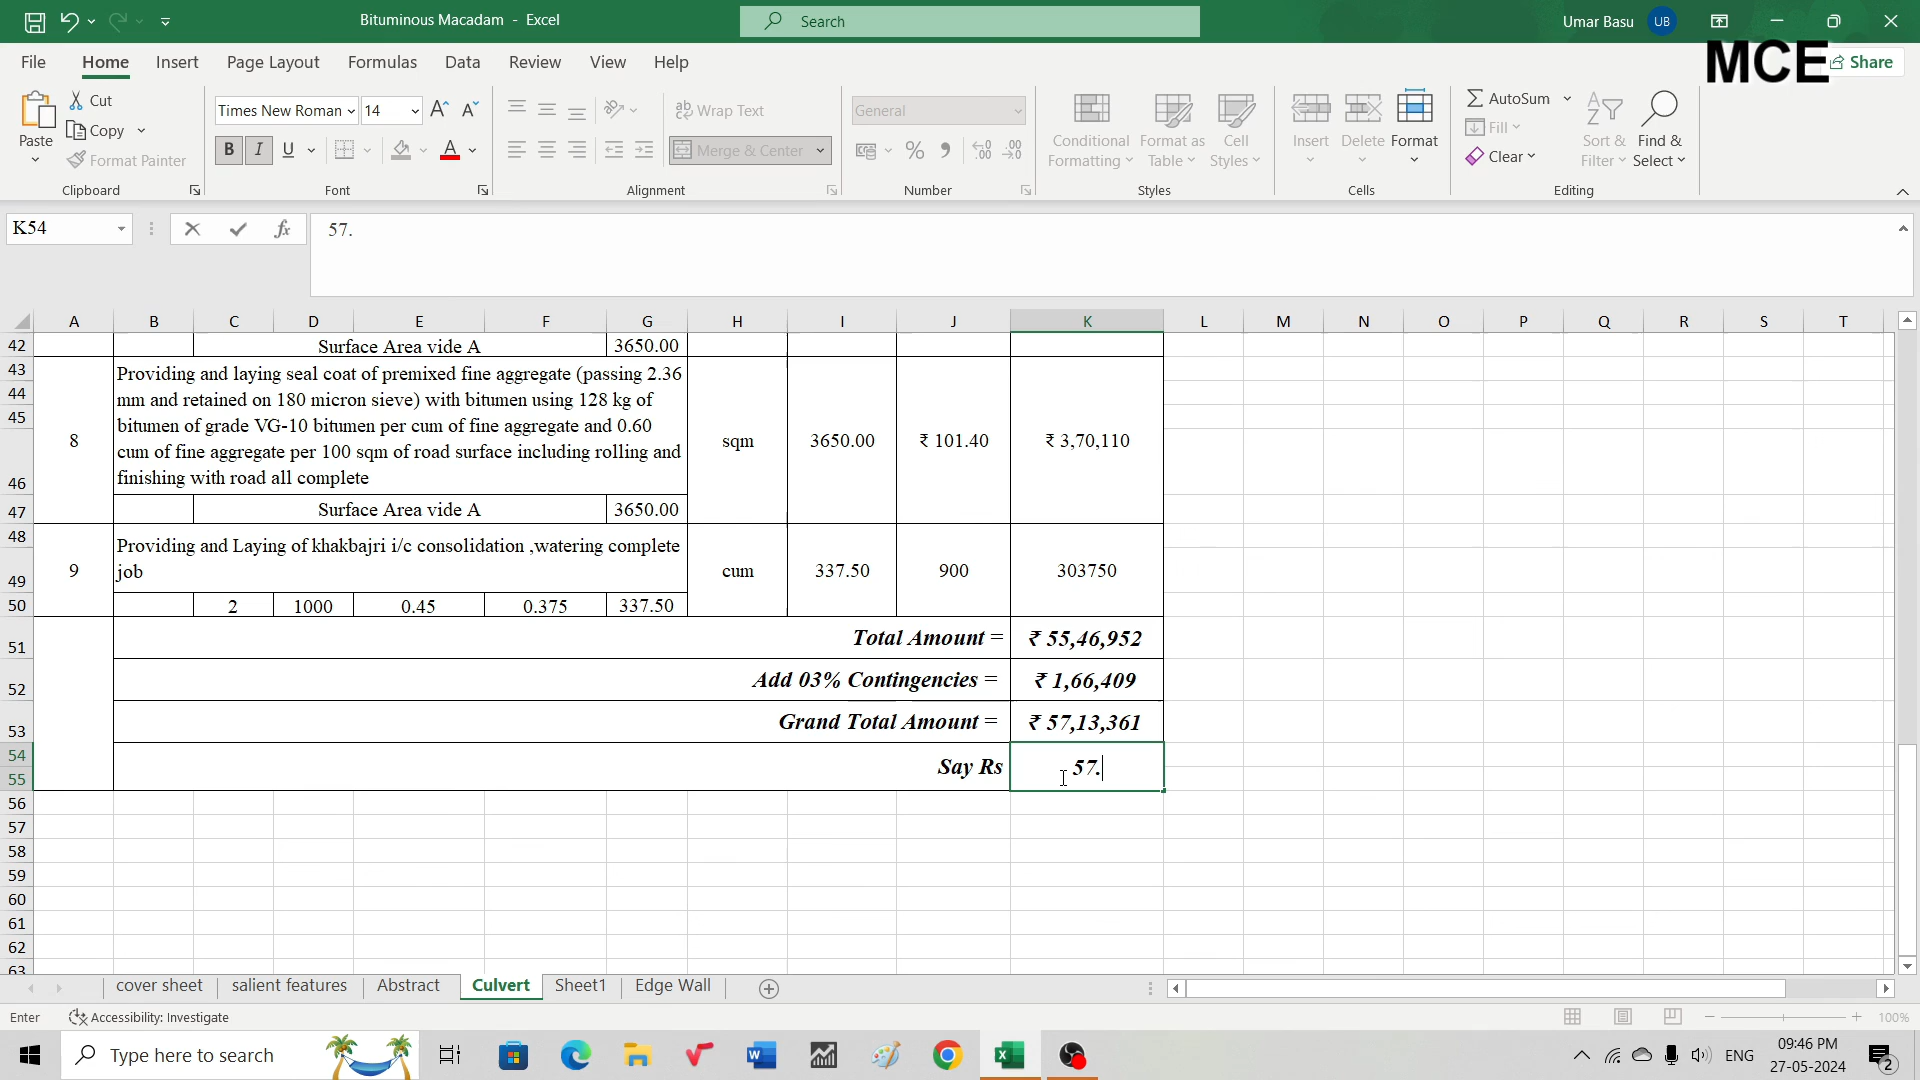 Bituminous Macadam - Excel
Search
Umar Basu
UB
MCE
File
Home
Insert
Page Layout
Formulas
Data
Review
View
Help
Share
Paste
Cut
Copy
Format Painter
Clipboard
Times New Roman
14
B I U
Font
Wrap Text
Merge & Center
Alignment
General
Number
Conditional
Formatting
Format as
Table
Cell
Styles
Styles
Insert
Delete
Format
Cells
AutoSum
Fill
Clear
Sort &
Filter
Find &
Select
Editing
K54
fx
57.
A B C D E F G H I J K L M N O P Q R S T
42 Surface Area vide A 3650.00
43 Providing and laying seal coat of premixed fine aggregate (passing 2.36
44 mm and retained on 180 micron sieve) with bitumen using 128 kg of
45 bitumen of grade VG-10 bitumen per cum of fine aggregate and 0.60
8 cum of fine aggregate per 100 sqm of road surface including rolling and sqm 3650.00 ₹ 101.40 ₹ 3,70,110
46 finishing with road all complete
47 Surface Area vide A 3650.00
48 Providing and Laying of khakbajri i/c consolidation ,watering complete
49 9 job cum 337.50 900 303750
50 2 1000 0.45 0.375 337.50
51 Total Amount = ₹ 55,46,952
52 Add 03% Contingencies = ₹ 1,66,409
53 Grand Total Amount = ₹ 57,13,361
54 Say Rs 57.
55
56
57
58
59
60
61
62
63
cover sheet
salient features
Abstract
Culvert
Sheet1
Edge Wall
Enter
Accessibility: Investigate
100%
Type here to search
ENG
09:46 PM
27-05-2024
2